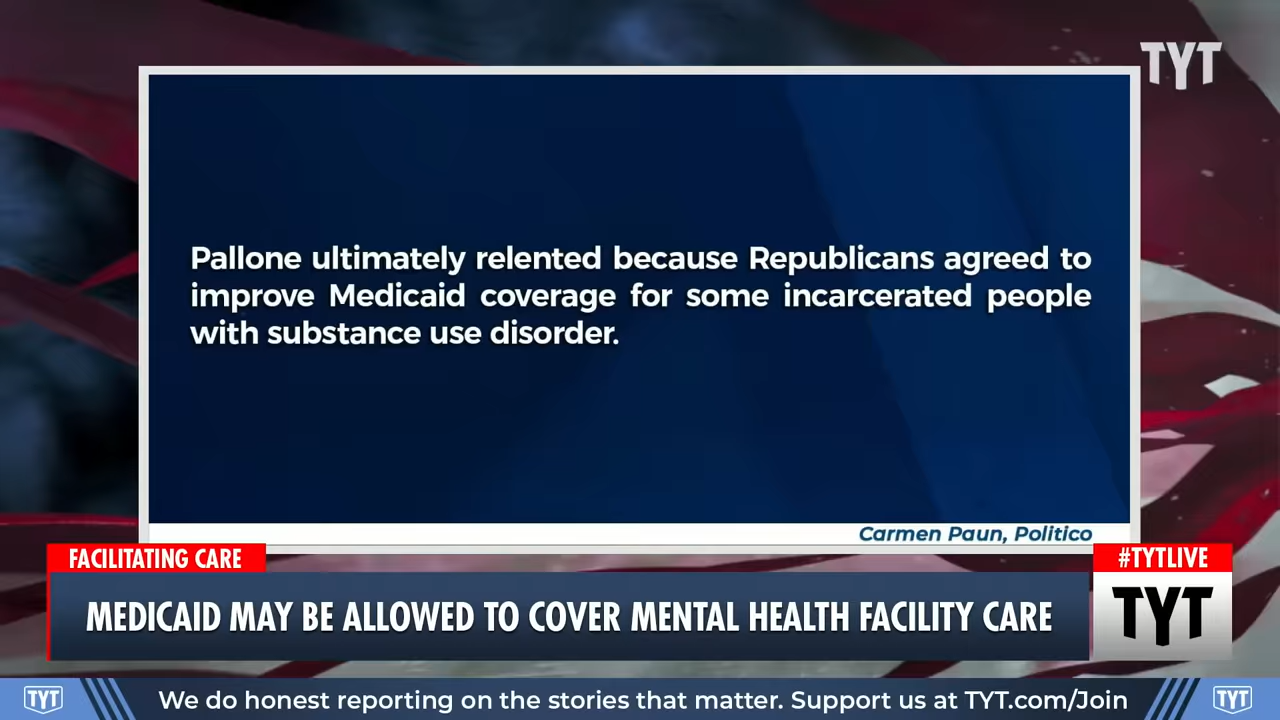 TYT
Pallone ultimately relented because Republicans agreed to
improve Medicaid coverage for some incarcerated people
with substance use disorder.
Carmen Paun, Politico
FACILITATING CARE
#TYTLIVE
MEDICAID MAY BE ALLOWED TO COVER MENTAL HEALTH FACILITY CARE
TYT
TYT
We do honest reporting on the stories that matter. Support us at TYT.com/Join
TYT